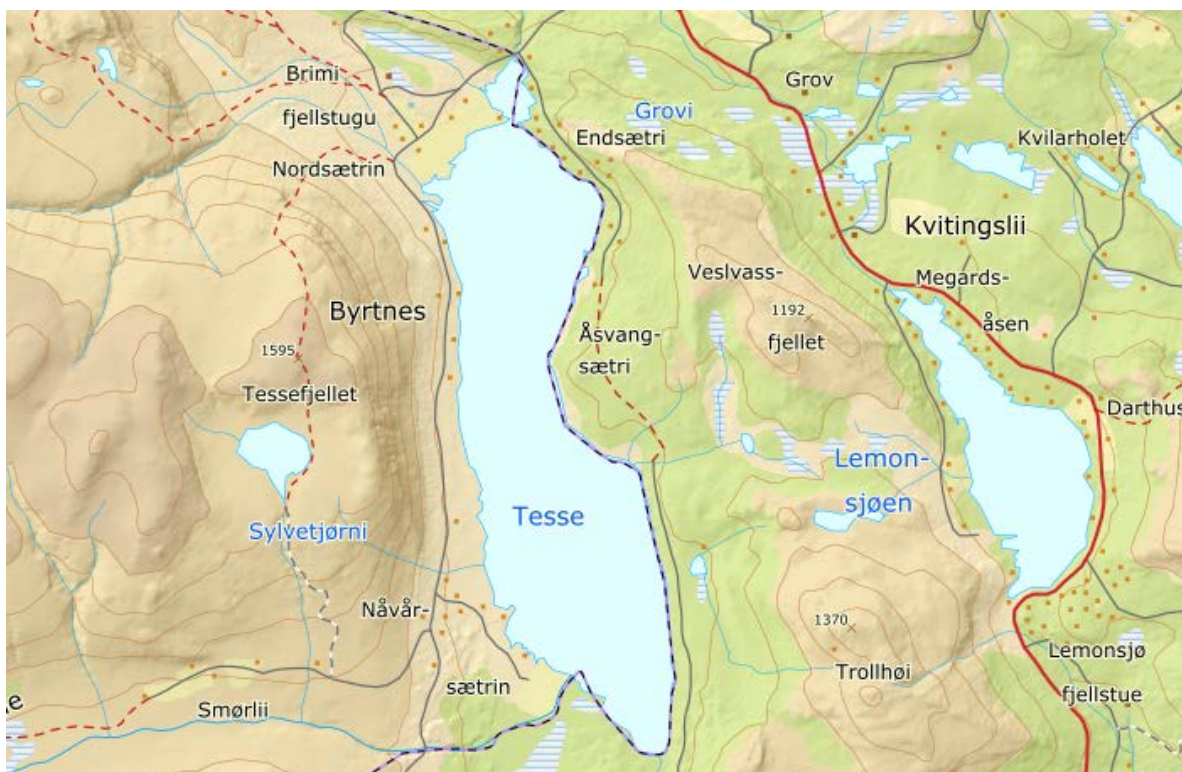 Brimi
fjellstugu
Nordsætrin
Grovi
Endsætri
Grov
Kvilarholet
Kvitingslii
Veslvass-
fjellet
1192
Megards-
åsen
Byrtnes
1595
Tessefjellet
Åsvang-
sætri
Darthus
Lemon-
sjøen
Tesse
Sylvetjørni
Nåvår-
sætrin
1370
Trollhøi
Lemonsjø
fjellstue
Smørlii